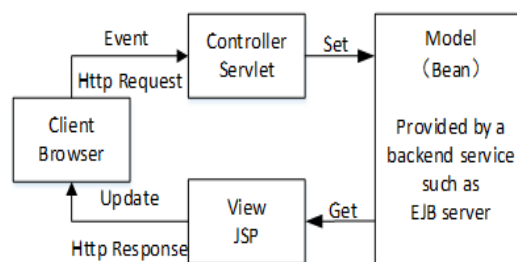 Event
Http Request
Controller
Servlet
Set
Model
（Bean）
Provided by a
backend service
such as
EJB server
Client
Browser
Update
Http Response
View
JSP
Get